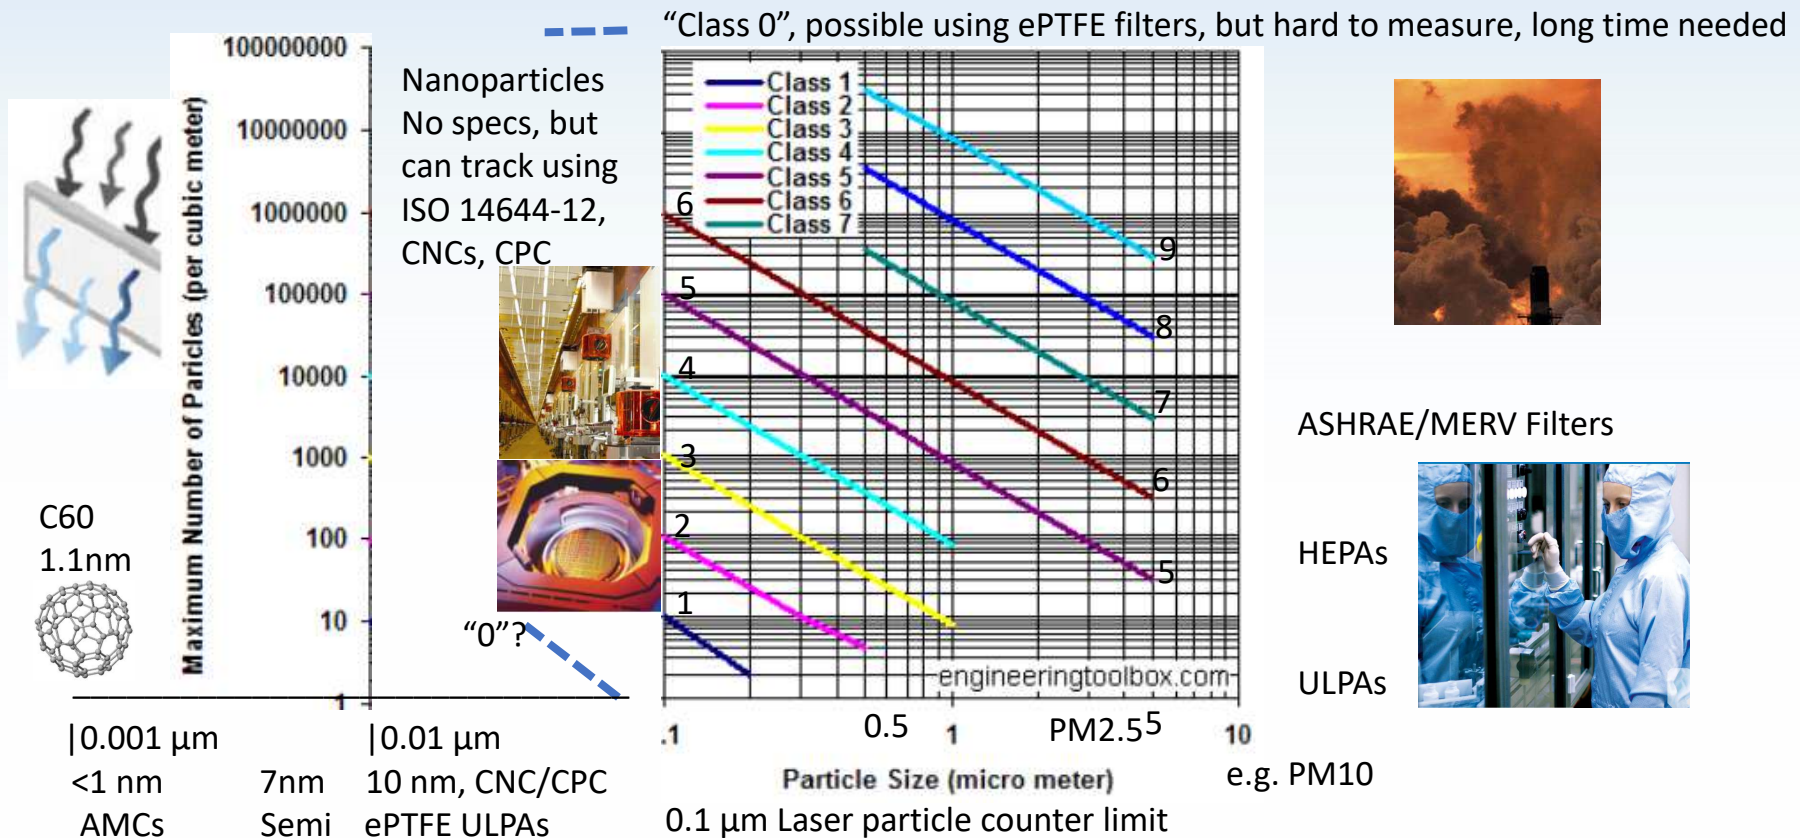 “Class 0”, possible using ePTFE filters, but hard to measure, long time needed
Maximum Number of Paricles (per cubic meter)
100000000
10000000
1000000
100000
10000
1000
100
10
1
Nanoparticles
No specs, but
can track using
ISO 14644-12,
CNCs, CPC
Class 1
Class 2
Class 3
Class 4
Class 5
Class 6
Class 7
6
5
4
3
2
1
9
8
7
6
5
“0”?
engineeringtoolbox.com
C60
1.1nm
ASHRAE/MERV Filters
HEPAs
ULPAs
|0.001 µm
<1 nm
AMCs
7nm
Semi
|0.01 µm
10 nm, CNC/CPC
ePTFE ULPAs
.1
0.5
1
PM2.5
5
10
Particle Size (micro meter)
e.g. PM10
0.1 µm Laser particle counter limit